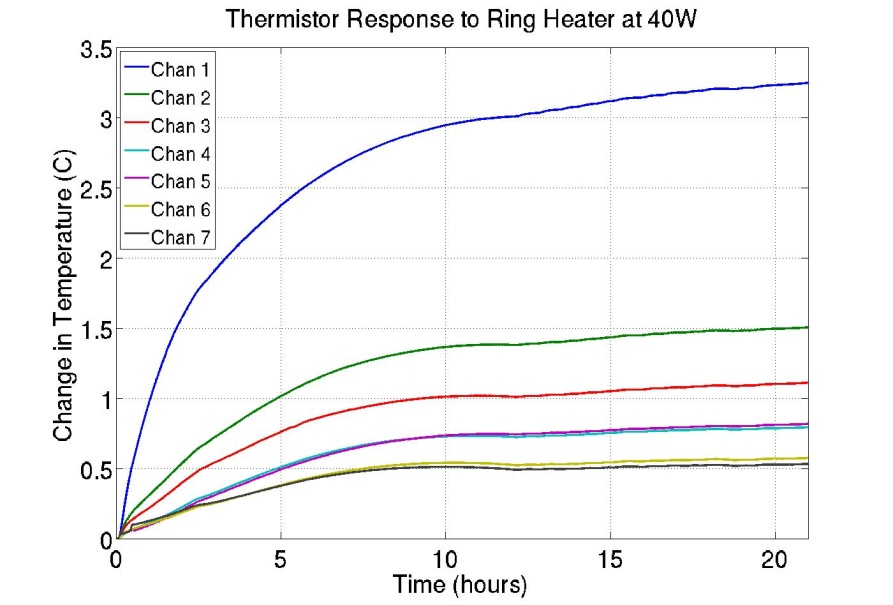 Thermistor Response to Ring Heater at 40W
3.5
3
2.5
2
1.5
1
0.5
0
Change in Temperature (C)
Chan 1
Chan 2
Chan 3
Chan 4
Chan 5
Chan 6
Chan 7
0 5 10 15 20
Time (hours)